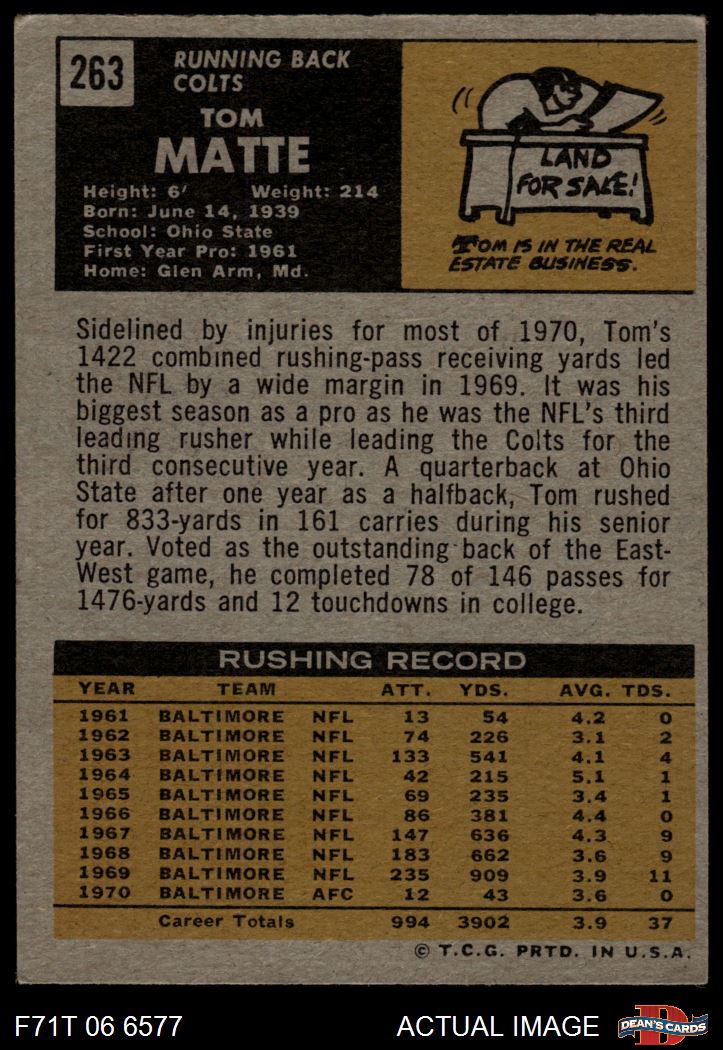 263
RUNNING BACK
COLTS
TOM
MATTE
Height: 6' Weight: 214
Born: June 14, 1939
School: Ohio State
First Year Pro: 1961
Home: Glen Arm, Md.
LAND
FOR SALE!
TOM IS IN THE REAL
ESTATE BUSINESS.
Sidelined by injuries for most of 1970, Tom's
1422 combined rushing-pass receiving yards led
the NFL by a wide margin in 1969. It was his
biggest season as a pro as he was the NFL's third
leading rusher while leading the Colts for the
third consecutive year. A quarterback at Ohio
State after one year as a halfback, Tom rushed
for 833-yards in 161 carries during his senior
year. Voted as the outstanding back of the East-
West game, he completed 78 of 146 passes for
1476-yards and 12 touchdowns in college.
RUSHING RECORD
YEAR TEAM ATT. YDS. AVG. TDS.
1961 BALTIMORE NFL 13 54 4.2 0
1962 BALTIMORE NFL 74 226 3.1 2
1963 BALTIMORE NFL 133 541 4.1 4
1964 BALTIMORE NFL 42 215 5.1 1
1965 BALTIMORE NFL 69 235 3.4 1
1966 BALTIMORE NFL 86 381 4.4 0
1967 BALTIMORE NFL 147 636 4.3 9
1968 BALTIMORE NFL 183 662 3.6 9
1969 BALTIMORE NFL 235 909 3.9 11
1970 BALTIMORE AFC 12 43 3.6 0
Career Totals 994 3902 3.9 37
© T.C.G. PRTD. IN U.S.A.
F71T 06 6577 ACTUAL IMAGE D DEAN'S CARDS